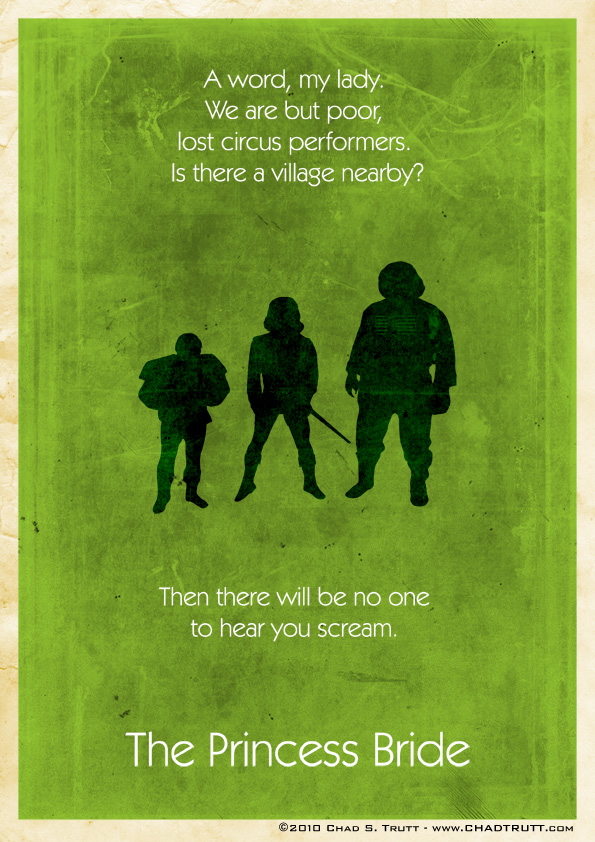 A word, my lady.
We are but poor,
lost circus performers.
Is there a village nearby?
Then there will be no one
to hear you scream.
The Princess Bride
©2010 Chad S. Trutt - www.CHADTRUTT.com